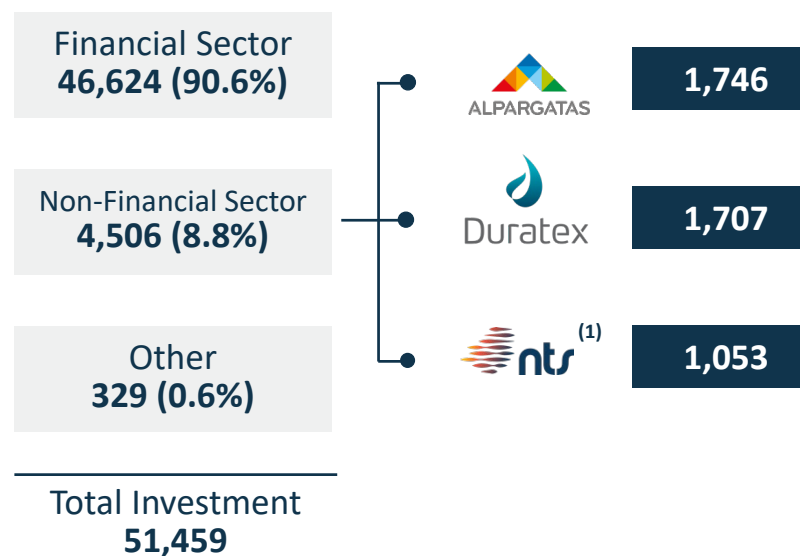 Financial Sector
46,624 (90.6%)
Non-Financial Sector
4,506 (8.8%)
Other
329 (0.6%)
Total Investment
51,459
ALPARGATAS
1,746
Duratex
1,707
nts (1)
1,053